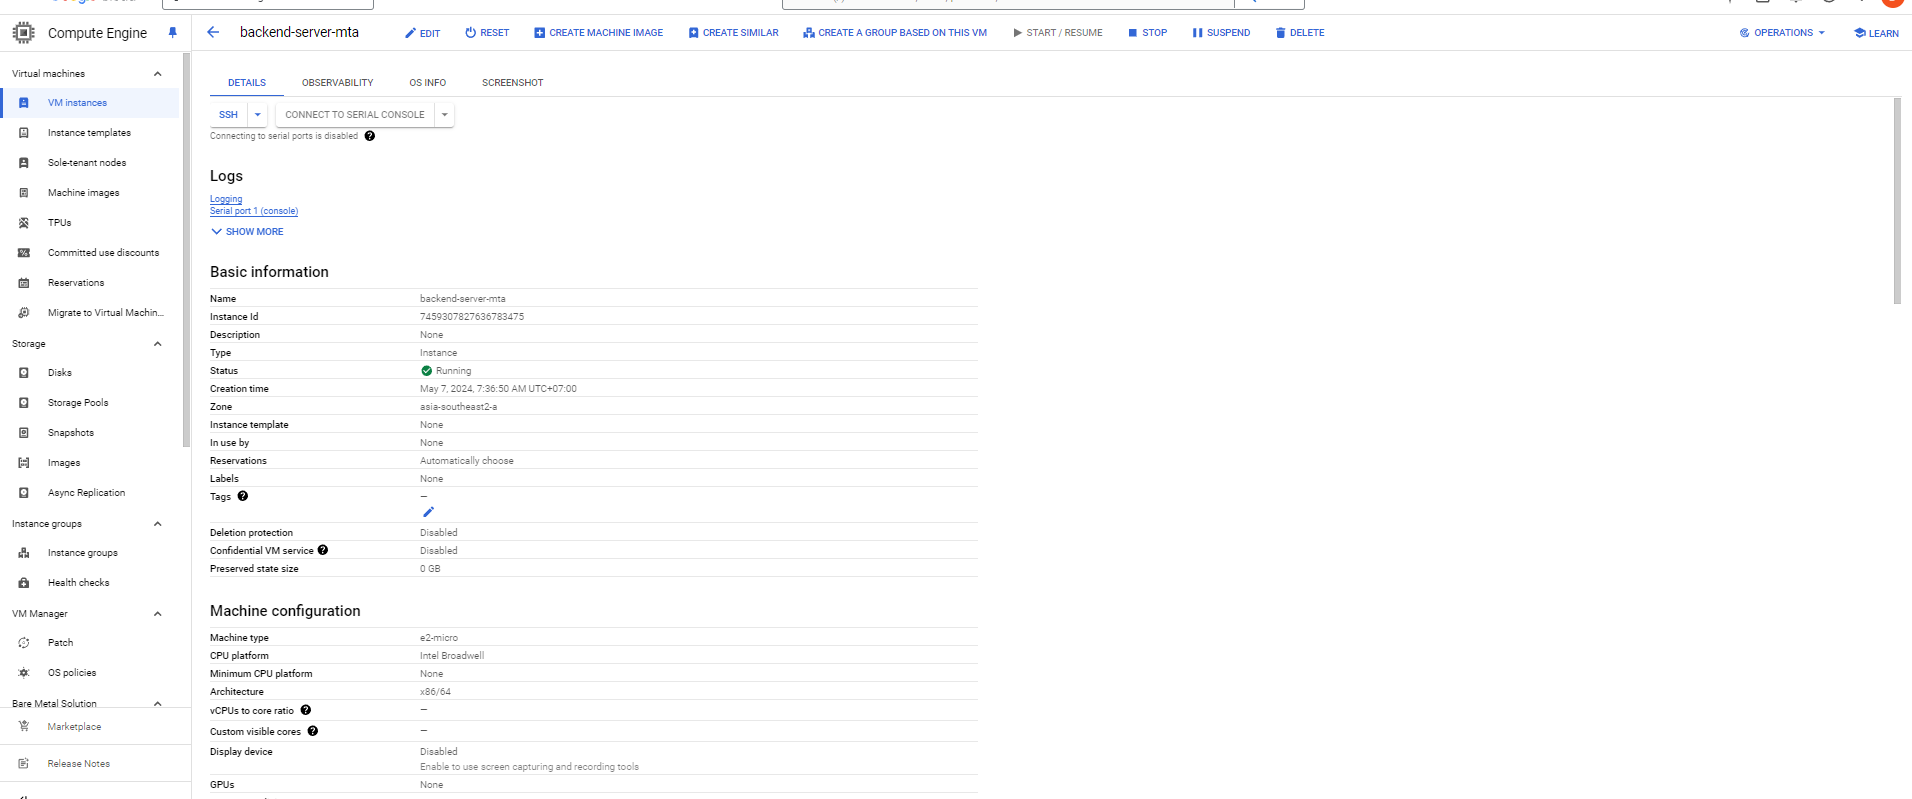 Compute Engine
backend-server-mta
EDIT
RESET
CREATE MACHINE IMAGE
CREATE SIMILAR
CREATE A GROUP BASED ON THIS VM
START / RESUME
STOP
SUSPEND
DELETE
OPERATIONS
LEARN
Virtual machines
VM instances
Instance templates
Sole-tenant nodes
Machine images
TPUs
Committed use discounts
Reservations
Migrate to Virtual Machin...
Storage
Disks
Storage Pools
Snapshots
Images
Async Replication
Instance groups
Instance groups
Health checks
VM Manager
Patch
OS policies
Bare Metal Solution
Marketplace
Release Notes
DETAILS
OBSERVABILITY
OS INFO
SCREENSHOT
SSH
CONNECT TO SERIAL CONSOLE
Connecting to serial ports is disabled
Logs
Logging
Serial port 1 (console)
SHOW MORE
Basic information
Name backend-server-mta
Instance Id 7459307827636783475
Description None
Type Instance
Status Running
Creation time May 7, 2024, 7:36:50 AM UTC+07:00
Zone asia-southeast2-a
Instance template None
In use by None
Reservations Automatically choose
Labels None
Tags —
Deletion protection Disabled
Confidential VM service Disabled
Preserved state size 0 GB
Machine configuration
Machine type e2-micro
CPU platform Intel Broadwell
Minimum CPU platform None
Architecture x86/64
vCPUs to core ratio —
Custom visible cores —
Display device Disabled
Enable to use screen capturing and recording tools
GPUs None